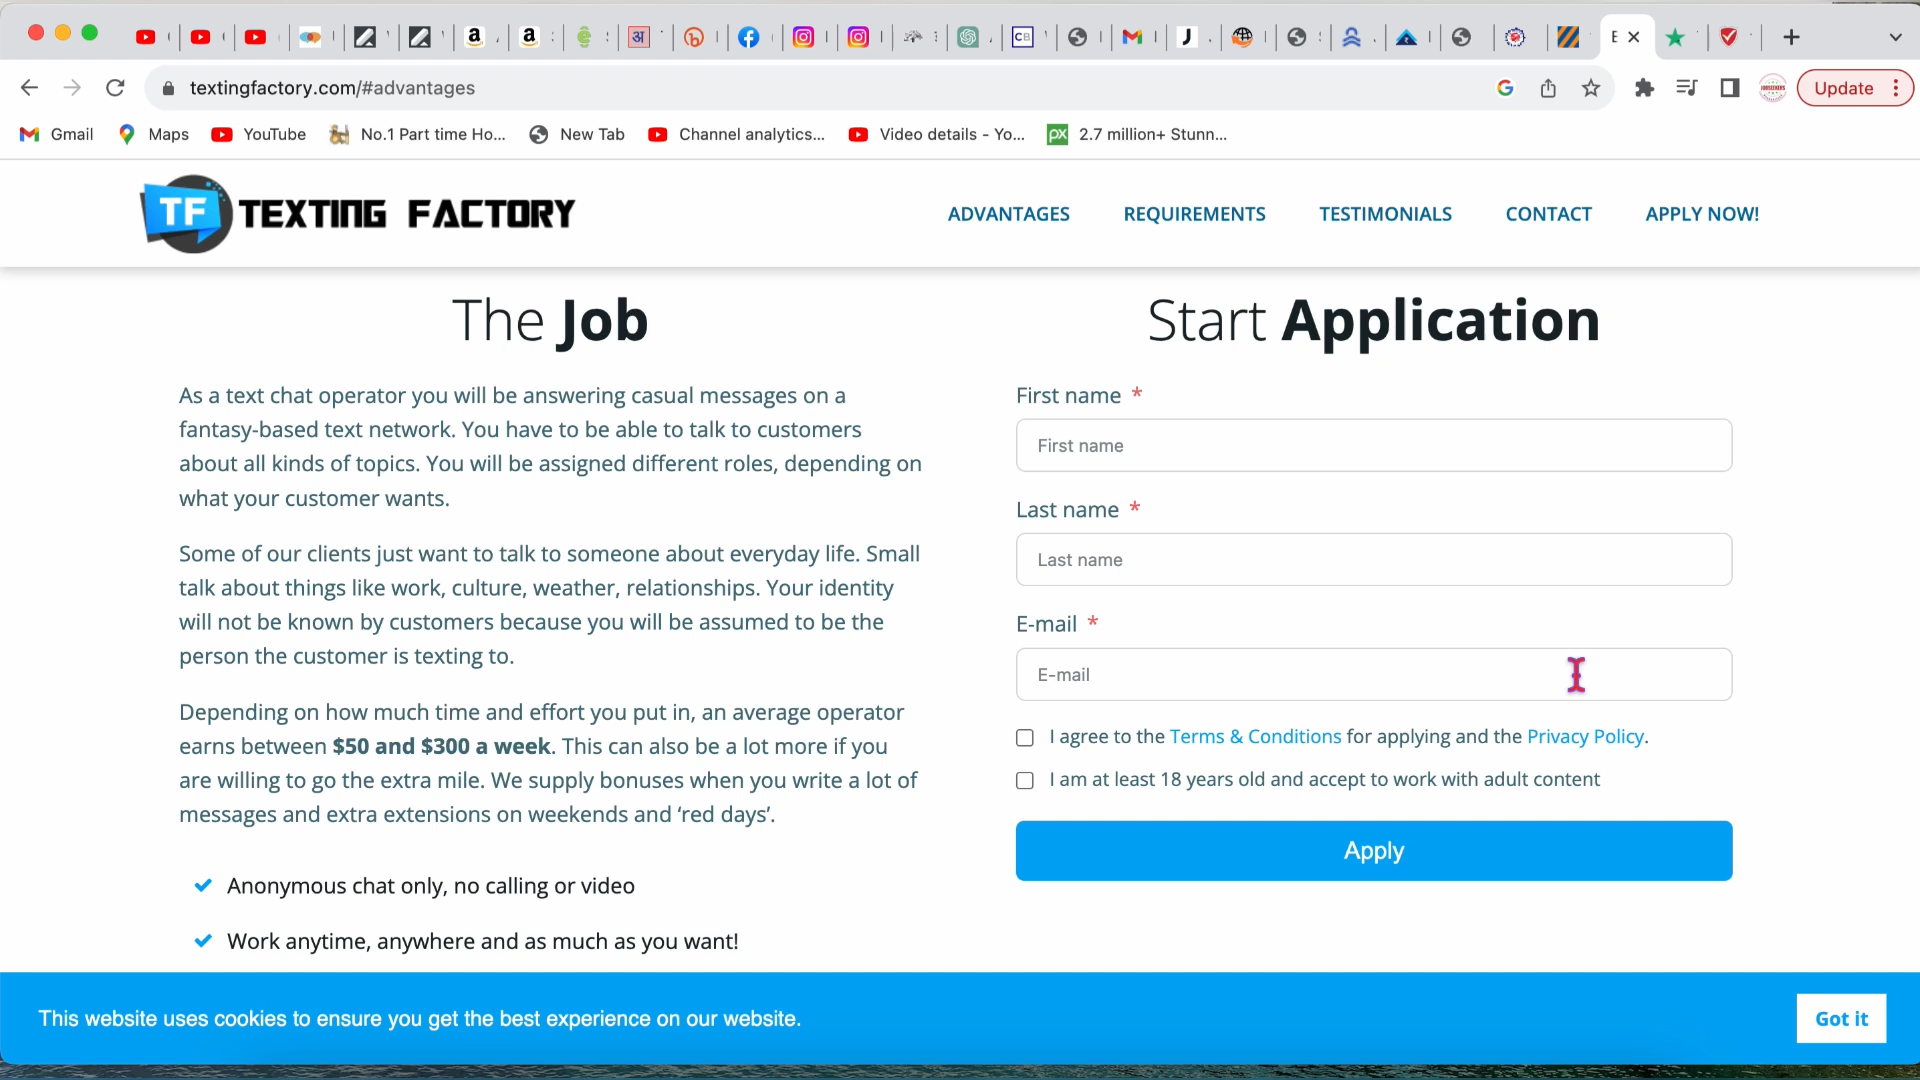 textingfactory.com/#advantages
Update
Gmail
Maps
YouTube
No.1 Part time Ho...
New Tab
Channel analytics...
Video details - Yo...
2.7 million+ Stunn...
TF TEXTING FACTORY
ADVANTAGES
REQUIREMENTS
TESTIMONIALS
CONTACT
APPLY NOW!
The Job
As a text chat operator you will be answering casual messages on a
fantasy-based text network. You have to be able to talk to customers
about all kinds of topics. You will be assigned different roles, depending on
what your customer wants.
Some of our clients just want to talk to someone about everyday life. Small
talk about things like work, culture, weather, relationships. Your identity
will not be known by customers because you will be assumed to be the
person the customer is texting to.
Depending on how much time and effort you put in, an average operator
earns between $50 and $300 a week. This can also be a lot more if you
are willing to go the extra mile. We supply bonuses when you write a lot of
messages and extra extensions on weekends and ‘red days’.
Anonymous chat only, no calling or video
Work anytime, anywhere and as much as you want!
Start Application
First name *
First name
Last name *
Last name
E-mail *
E-mail
I agree to the Terms & Conditions for applying and the Privacy Policy.
I am at least 18 years old and accept to work with adult content
Apply
This website uses cookies to ensure you get the best experience on our website.
Got it